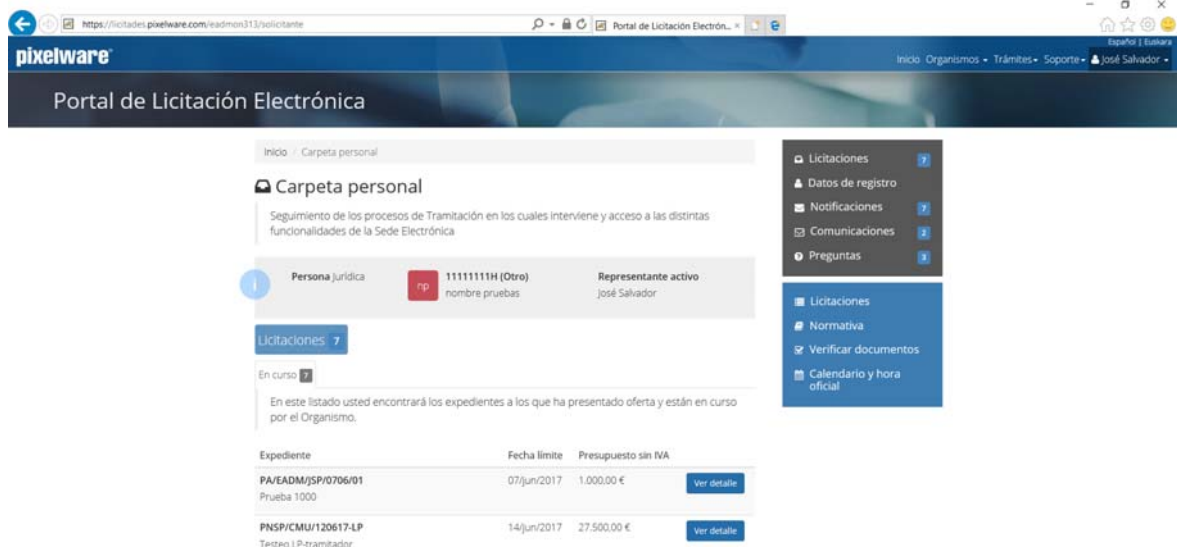 https://licitades.pixelware.com/eadmon313/solicitante
Portal de Licitación Electrón...
Español | Euskara
pixelware
Inicio Organismos Trámites Soporte José Salvador
Portal de Licitación Electrónica
Inicio / Carpeta personal
Carpeta personal
Seguimiento de los procesos de Tramitación en los cuales interviene y acceso a las distintas
funcionalidades de la Sede Electrónica
i
Persona Jurídica
np
11111111H (Otro)
nombre pruebas
Representante activo
José Salvador
Licitaciones 7
En curso 7
En este listado usted encontrará los expedientes a los que ha presentado oferta y están en curso
por el Organismo.
Expediente Fecha límite Presupuesto sin IVA
PA/EADM/JSP/0706/01 07/jun/2017 1.000,00 € Ver detalle
Prueba 1000
PNSP/CMU/120617-LP 14/jun/2017 27.500,00 € Ver detalle
Testeo LP-tramitador
Licitaciones 7
Datos de registro
Notificaciones 7
Comunicaciones 2
Preguntas 3
Licitaciones
Normativa
Verificar documentos
Calendario y hora
oficial